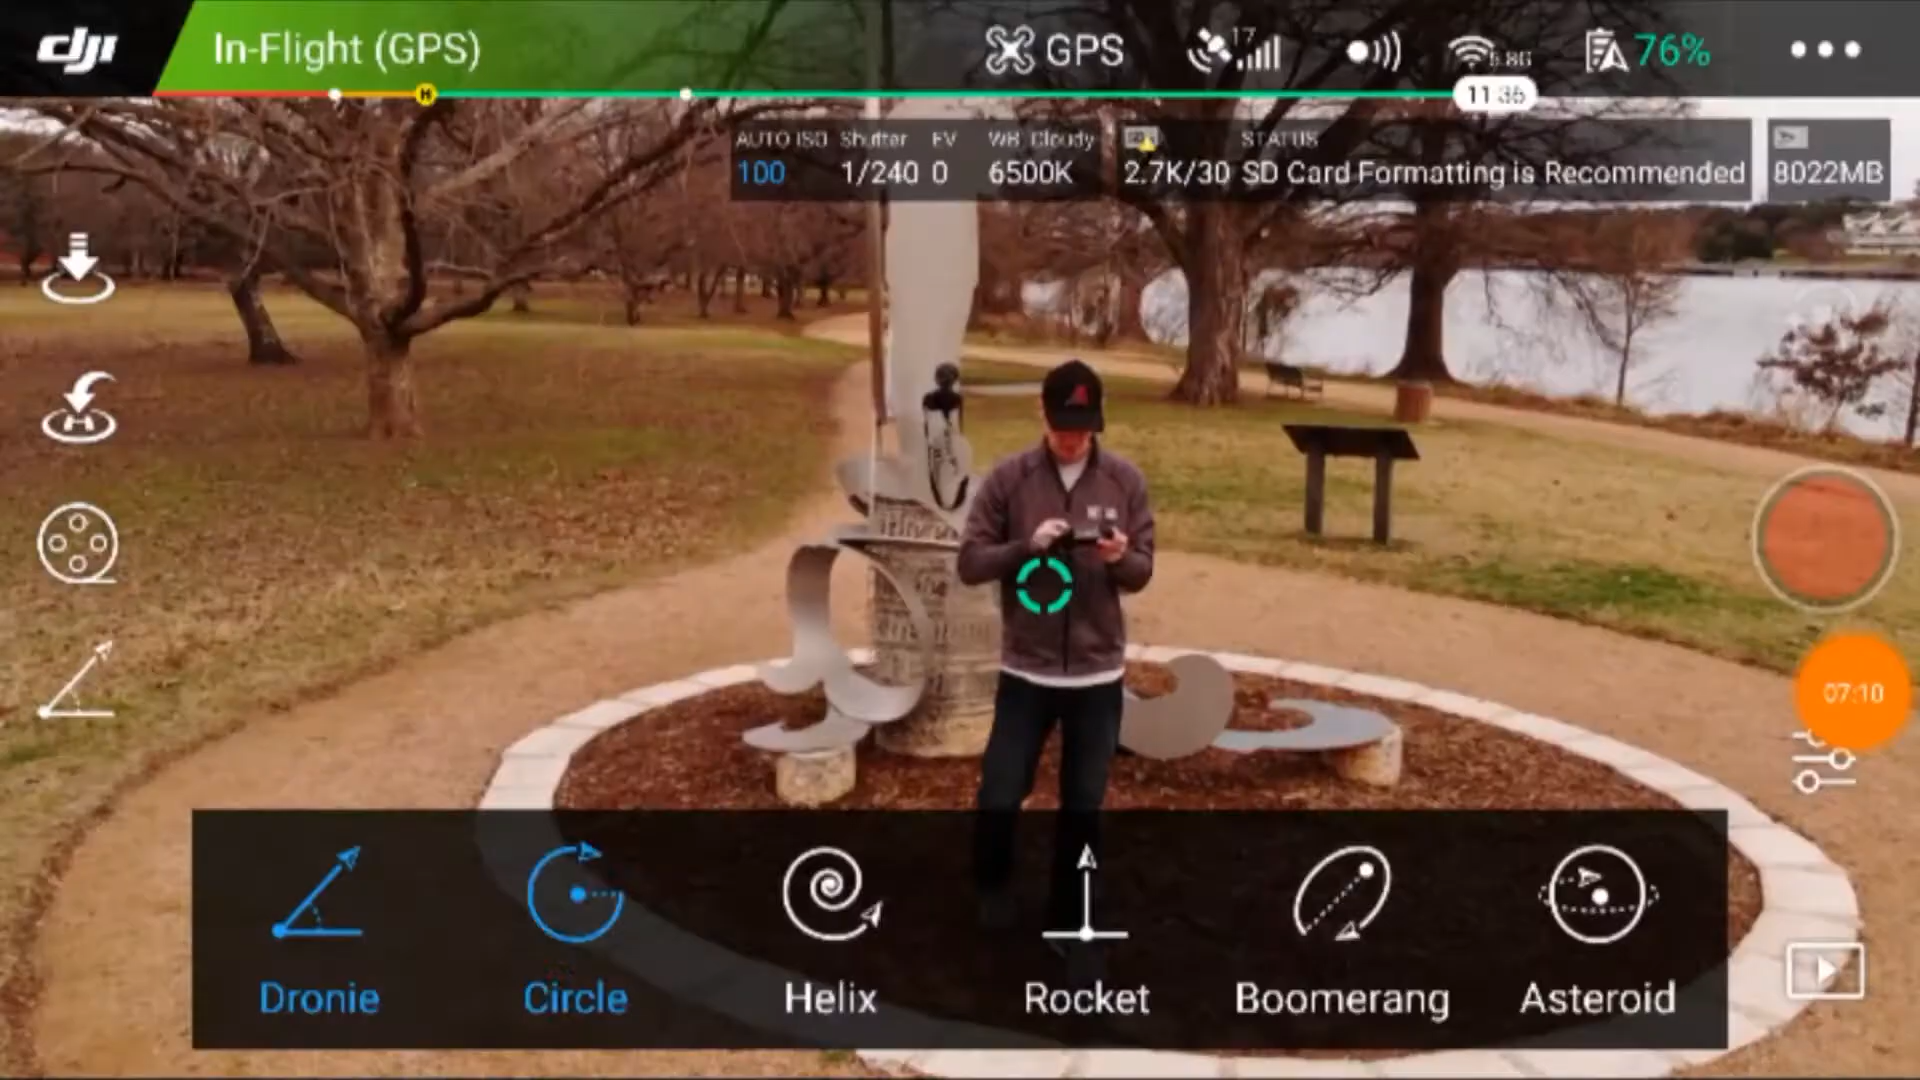 dji In-Flight (GPS) GPS 17 5.8G 76%
H 11:35
AUTO ISO Shutter EV WB Cloudy STATUS
100 1/240 0 6500K 2.7K/30 SD Card Formatting is Recommended 8022MB
H
A
07:10
Dronie Circle Helix Rocket Boomerang Asteroid